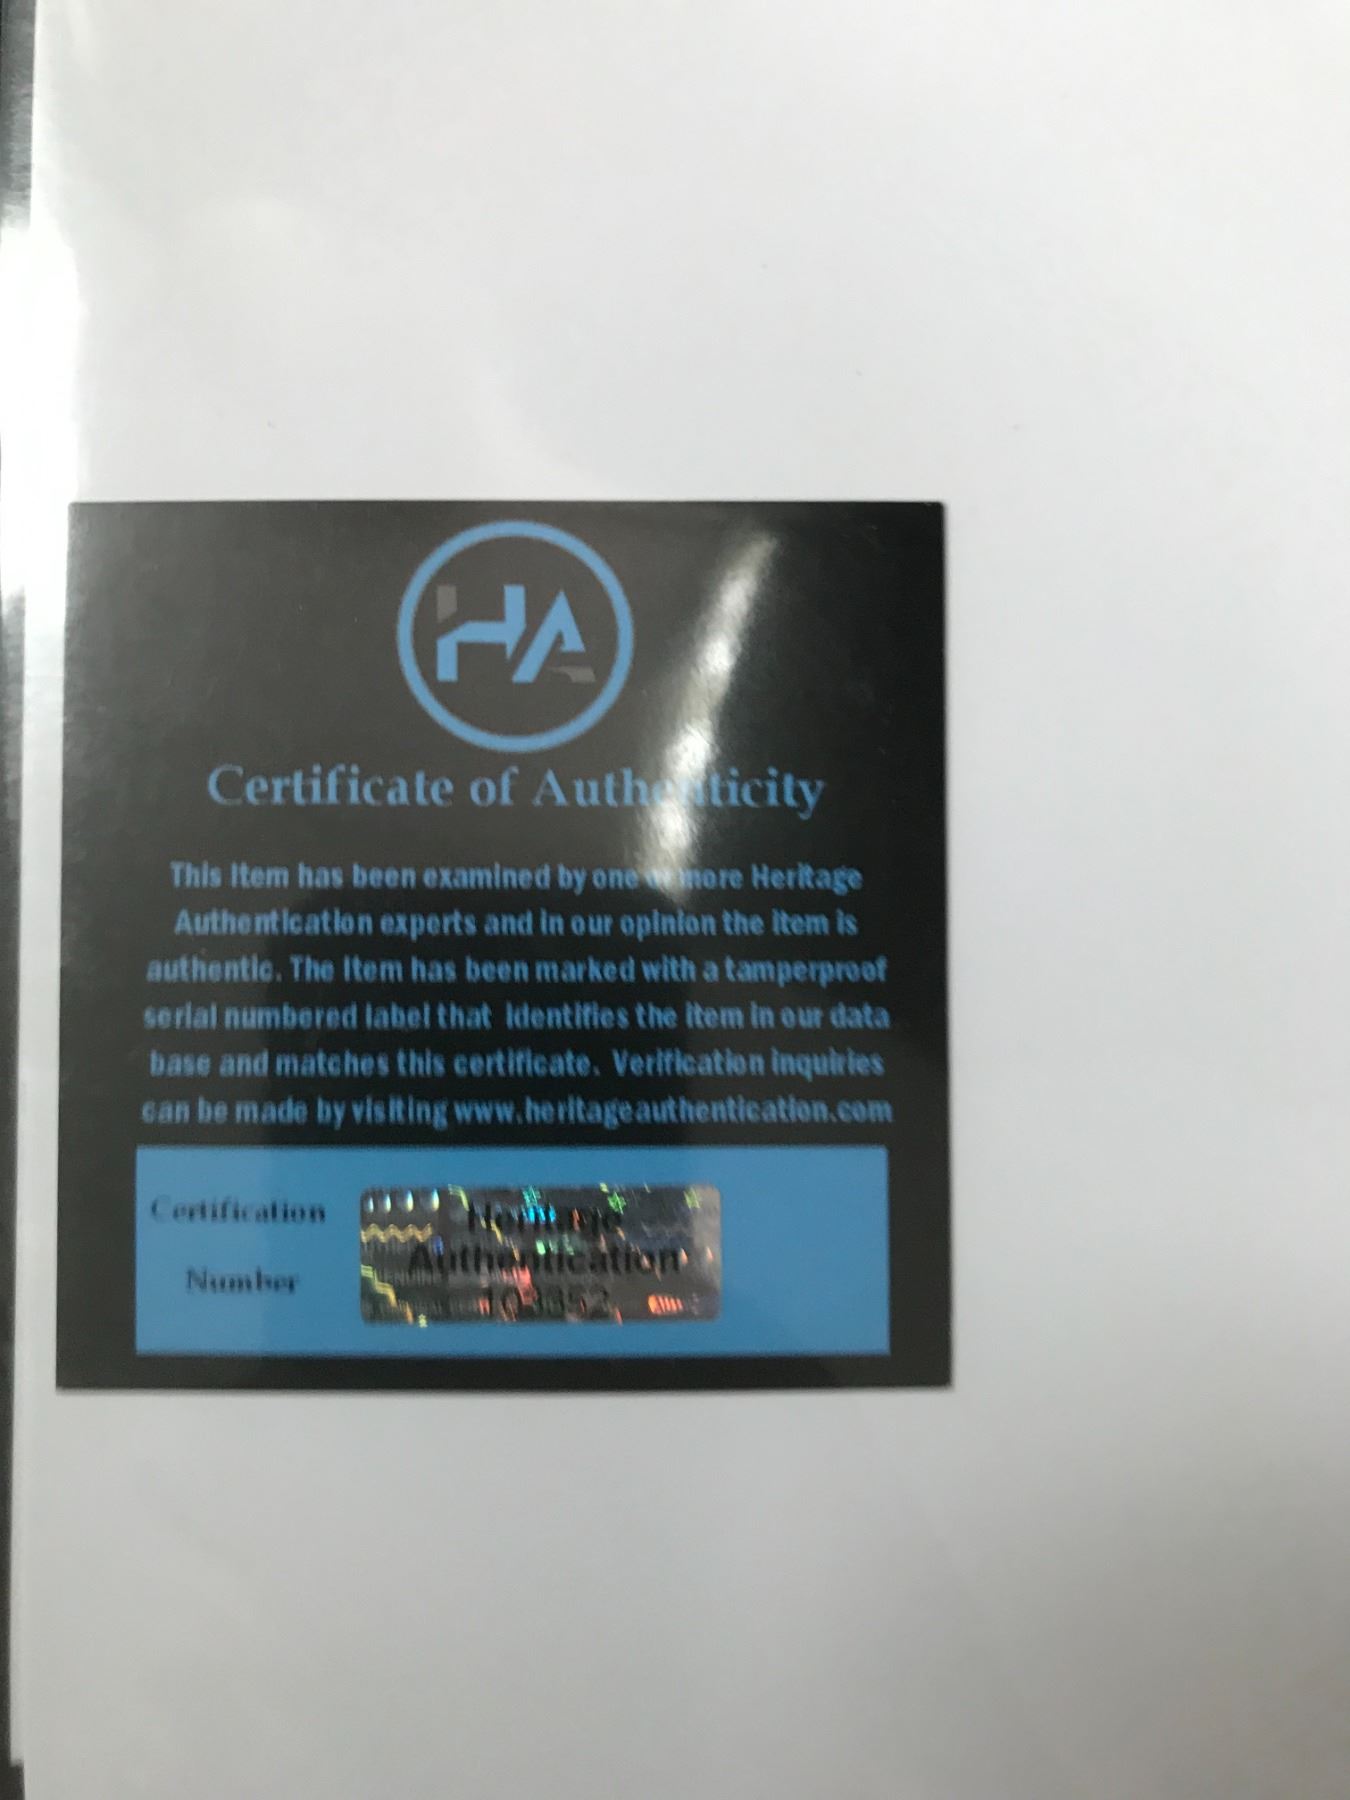 HA
Certificate of Authenticity
This item has been examined by one or more Heritage
Authentication experts and in our opinion the item is
authentic. The item has been marked with a tamperproof
serial numbered label that identifies the item in our data
base and matches this certificate. Verification inquiries
can be made by visiting www.heritageauthentication.com
Certification
Number
Heritage
Authentication
GENUINE